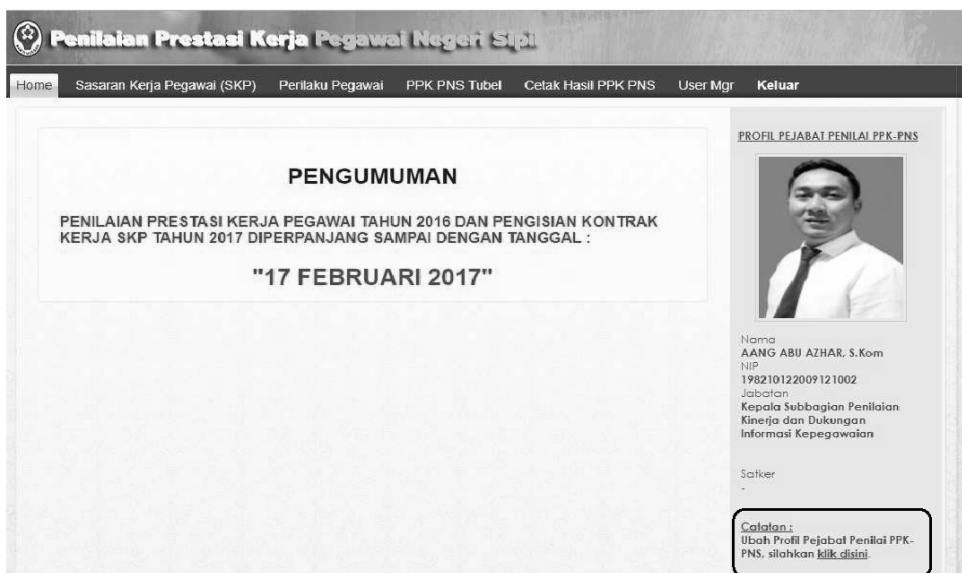 Penilaian Prestasi Kerja Pegawai Negeri Sipil
Home Sasaran Kerja Pegawai (SKP) Perilaku Pegawai PPK PNS Tubel Cetak Hasil PPK PNS User Mgr Keluar
PENGUMUMAN
PENILAIAN PRESTASI KERJA PEGAWAI TAHUN 2016 DAN PENGISIAN KONTRAK
KERJA SKP TAHUN 2017 DIPERPANJANG SAMPAI DENGAN TANGGAL :
"17 FEBRUARI 2017"
PROFIL PEJABAT PENILAI PPK-PNS
Nama
AANG ABU AZHAR, S.Kom
NIP
198210122009121002
Jabatan
Kepala Subbagian Penilaian
Kinerja dan Dukungan
Informasi Kepegawaian
Satker
-
Catatan :
Ubah Profil Pejabat Penilai PPK-
PNS, silahkan klik disini.